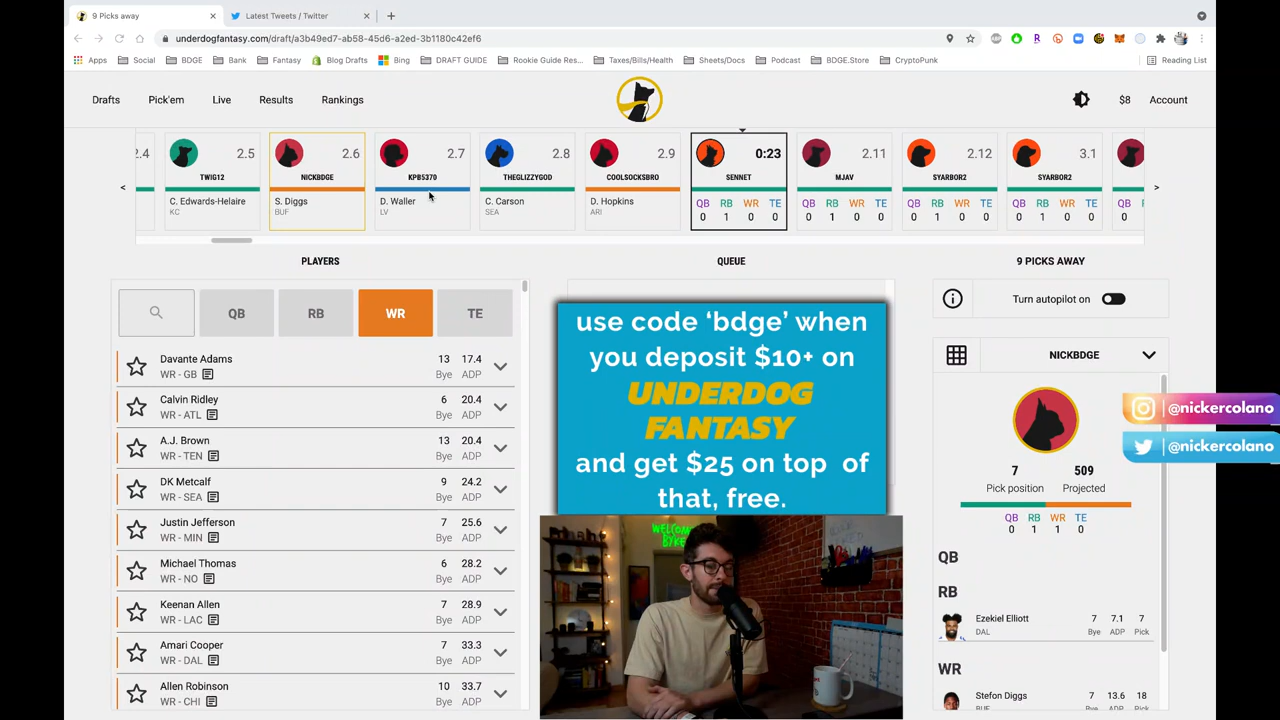 9 Picks away
Latest Tweets / Twitter
underdogfantasy.com/draft/a3b49ed7-ab58-45d6-a2ed-3b1180c42ef6
Apps Social BDGE Bank Fantasy Blog Drafts Bing DRAFT GUIDE Rookie Guide Res... Taxes/Bills/Health Sheets/Docs Podcast BDGE.Store CryptoPunk Reading List
Drafts Pick'em Live Results Rankings $8 Account
2.4 2.5 2.6 2.7 2.8 2.9 0:23 2.11 2.12 3.1
TWIG12 NICKBDGE KPB5370 THEGLIZZYGOD COOLSOCKSBRO SENNET MJAV SYARBOR2 SYARBOR2
< >
C. Edwards-Helaire S. Diggs D. Waller C. Carson D. Hopkins QB RB WR TE QB RB WR TE QB RB WR TE QB RB WR TE QB
KC BUF LV SEA ARI 0 1 0 0 0 1 0 0 0 1 0 0 0 1 0 0 0
PLAYERS QUEUE 9 PICKS AWAY
QB RB WR TE
Turn autopilot on
NICKBDGE
Davante Adams 13 17.4
WR - GB Bye ADP
Calvin Ridley 6 20.4
WR - ATL Bye ADP
A.J. Brown 13 20.4
WR - TEN Bye ADP
DK Metcalf 9 24.2
WR - SEA Bye ADP
Justin Jefferson 7 25.6
WR - MIN Bye ADP
Michael Thomas 6 28.2
WR - NO Bye ADP
Keenan Allen 7 28.9
WR - LAC Bye ADP
Amari Cooper 7 33.3
WR - DAL Bye ADP
Allen Robinson 10 33.7
WR - CHI Bye ADP
use code 'bdge' when
you deposit $10+ on
UNDERDOG
FANTASY
and get $25 on top of
that, free.
@nickercolano
@nickercolano
7 509
Pick position Projected
QB RB WR TE
0 1 1 0
QB
RB
Ezekiel Elliott 7 7.1 7
DAL Bye ADP Pick
WR
Stefon Diggs 7 13.6 18
BUF Bye ADP Pick